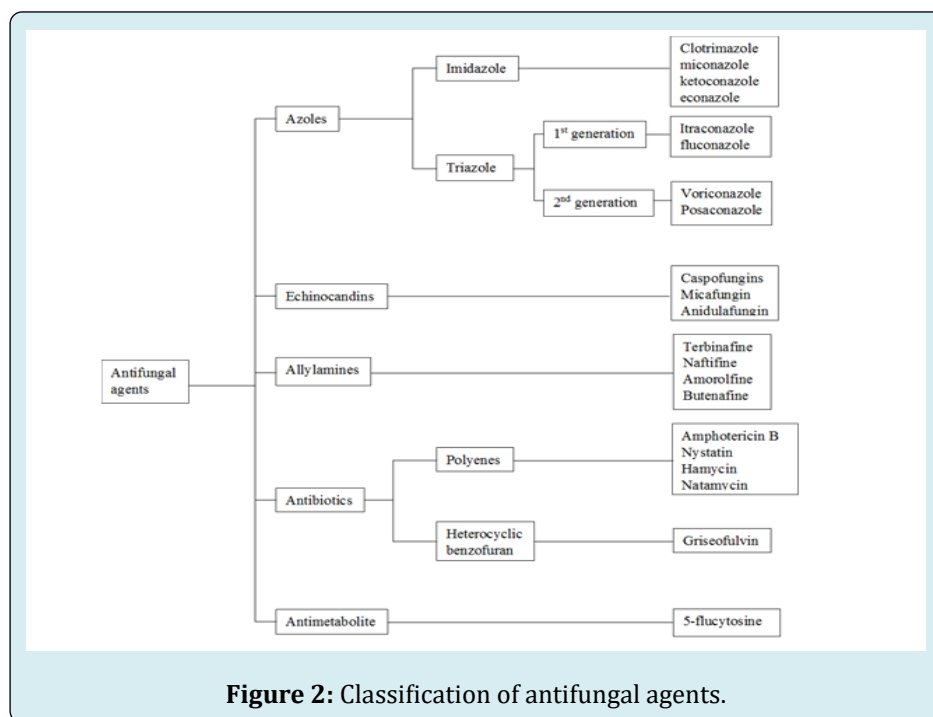 Clotrimazole
miconazole
ketoconazole
econazole
Imidazole
Azoles
1st generation
Itraconazole
fluconazole
Triazole
2nd generation
Voriconazole
Posaconazole
Echinocandins
Caspofungins
Micafungin
Anidulafungin
Antifungal
agents
Allylamines
Terbinafine
Naftifine
Amorolfine
Butenafine
Antibiotics
Polyenes
Amphotericin B
Nystatin
Hamycin
Natamycin
Heterocyclic
benzofuran
Griseofulvin
Antimetabolite
5-flucytosine
Figure 2: Classification of antifungal agents.